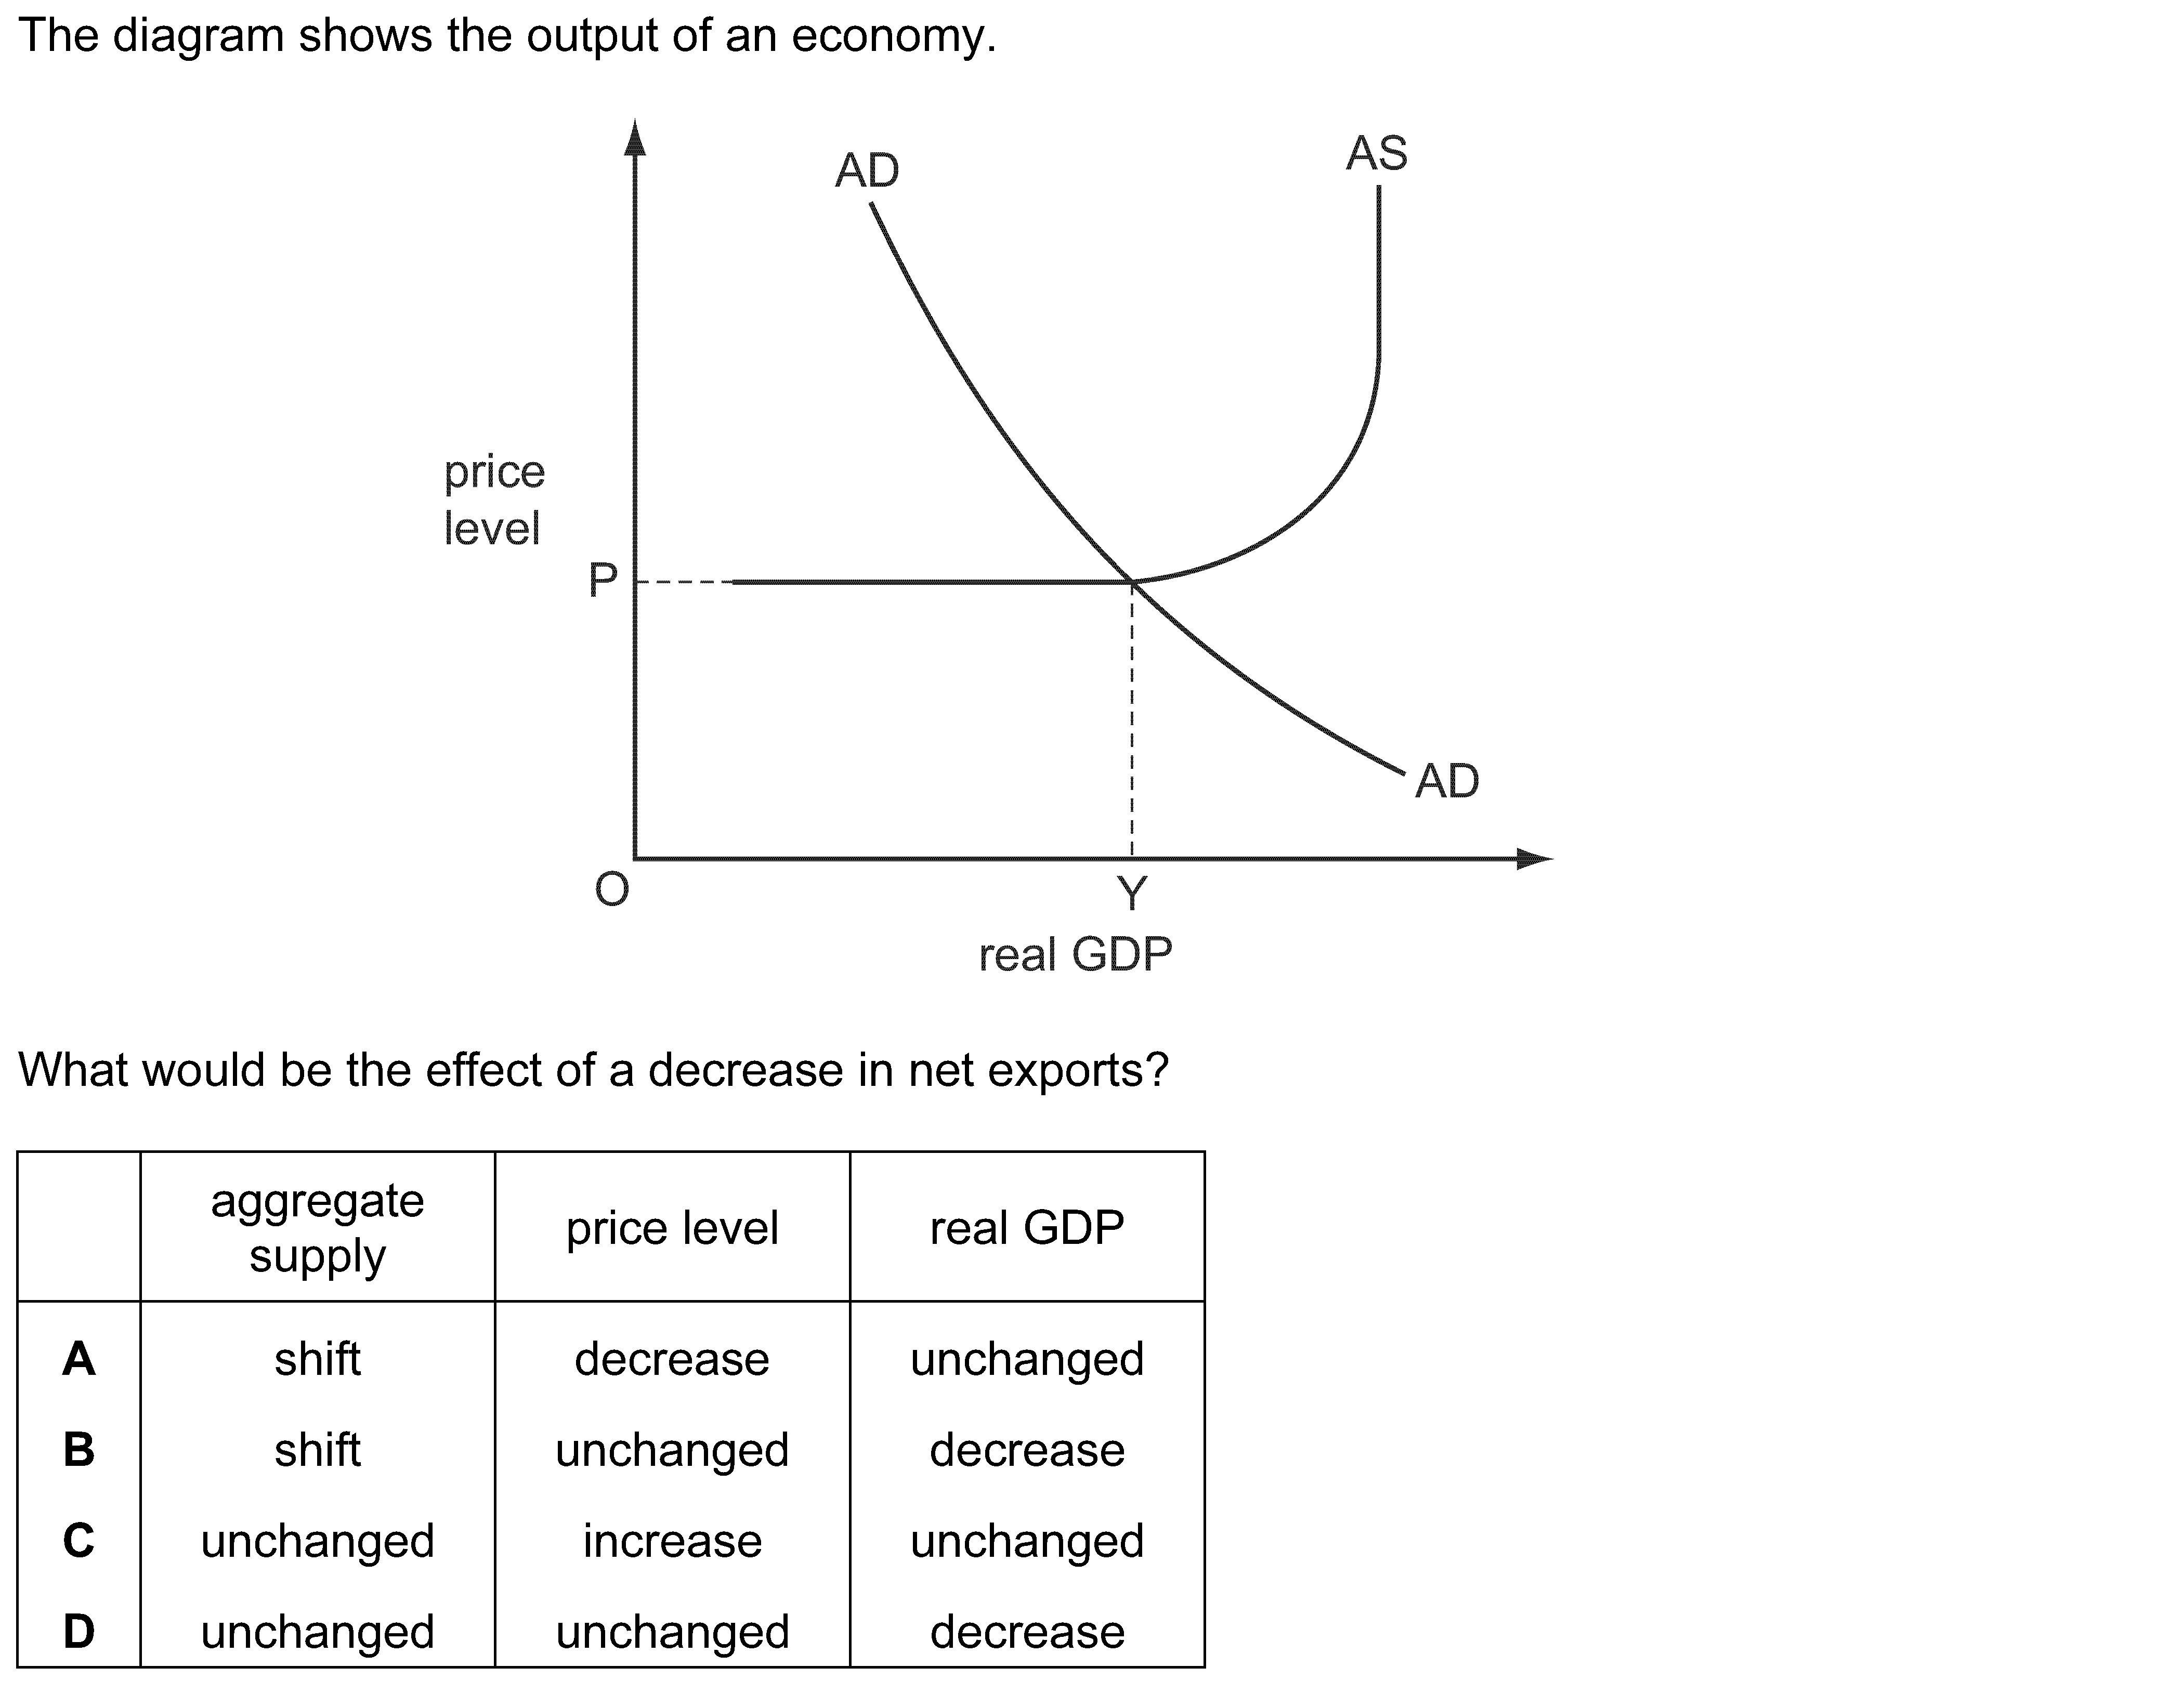 The diagram shows the output of an economy.
AD
AS
price
level
P
AD
O
Y
real GDP
What would be the effect of a decrease in net exports?
aggregate
supply
price level
real GDP
A shift decrease unchanged
B shift unchanged decrease
C unchanged increase unchanged
D unchanged unchanged decrease